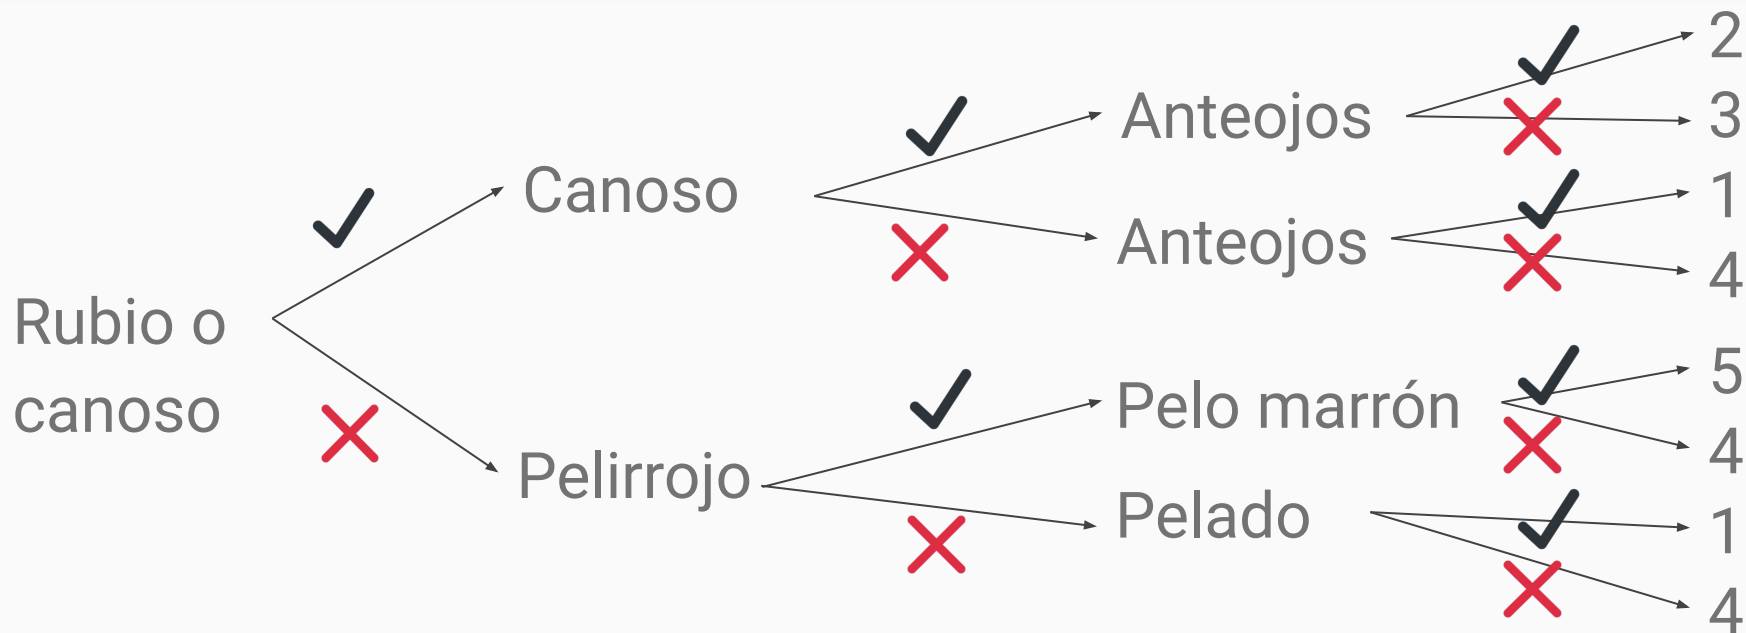 Rubio o
canoso
Canoso
Pelirrojo
Anteojos
Anteojos
Pelo marrón
Pelado
2
3
1
4
5
4
1
4